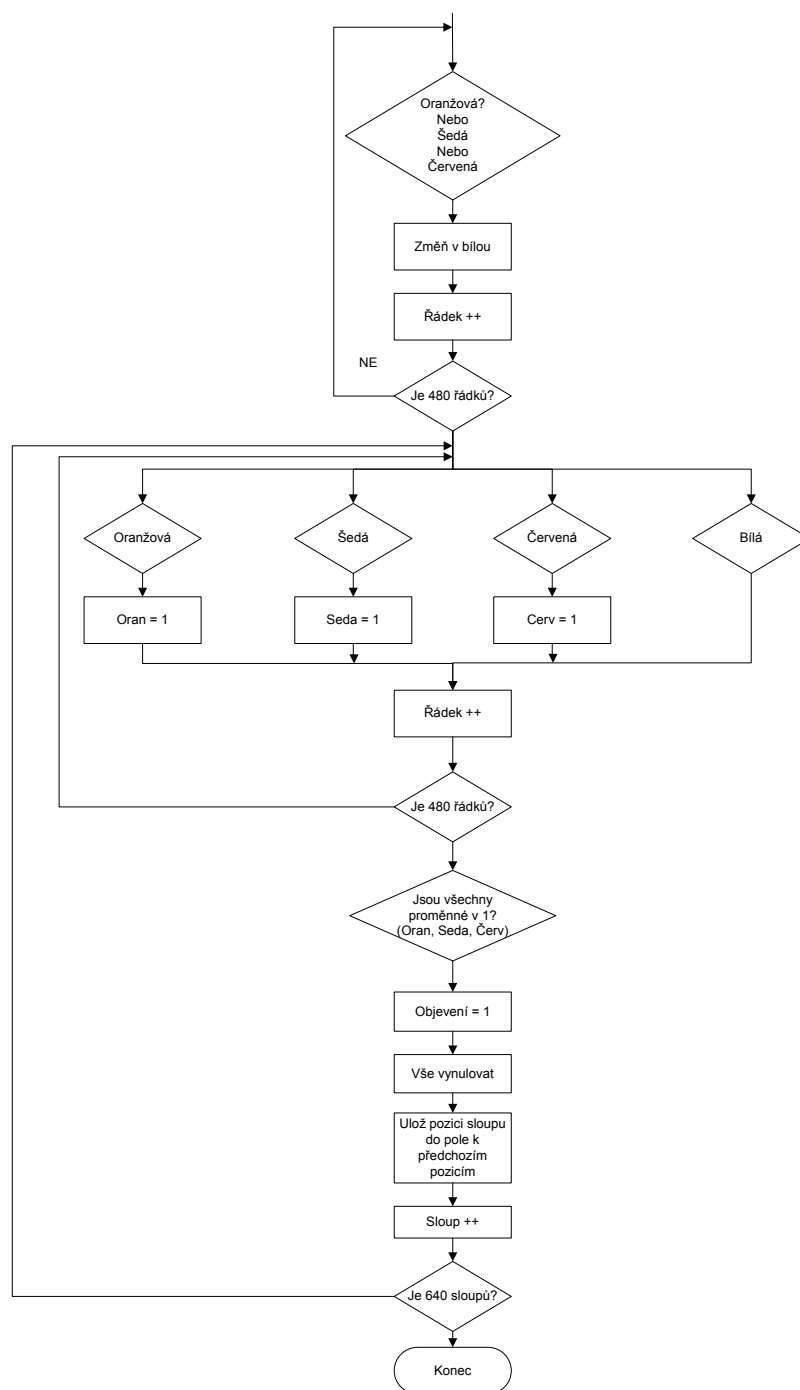 Oranžová?
Nebo
Šedá
Nebo
Červená
Změň v bílou
Řádek ++
NE
Je 480 řádků?
Oranžová
Šedá
Červená
Bílá
Oran = 1
Seda = 1
Cerv = 1
Řádek ++
Je 480 řádků?
Jsou všechny
proměnné v 1?
(Oran, Seda, Červ)
Objevení = 1
Vše vynulovat
Ulož pozici sloupu
do pole k
předchozím
pozicím
Sloup ++
Je 640 sloupů?
Konec